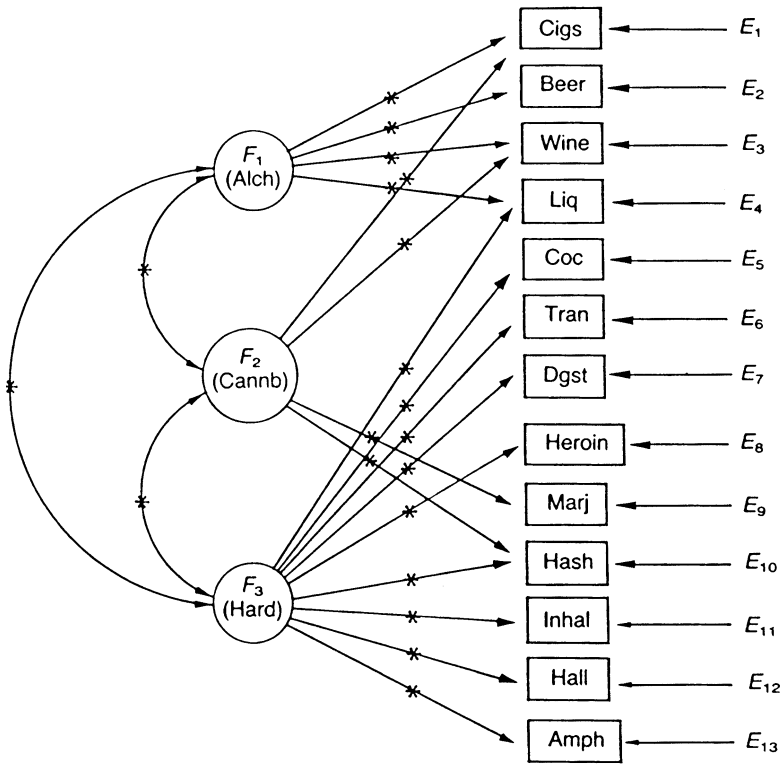 Cigs E₁
Beer E₂
Wine E₃
F₁
(Alch)
Liq E₄
Coc E₅
Tran E₆
F₂
(Cannb)
Dgst E₇
Heroin E₈
Marj E₉
Hash E₁₀
F₃
(Hard)
Inhal E₁₁
Hall E₁₂
Amph E₁₃